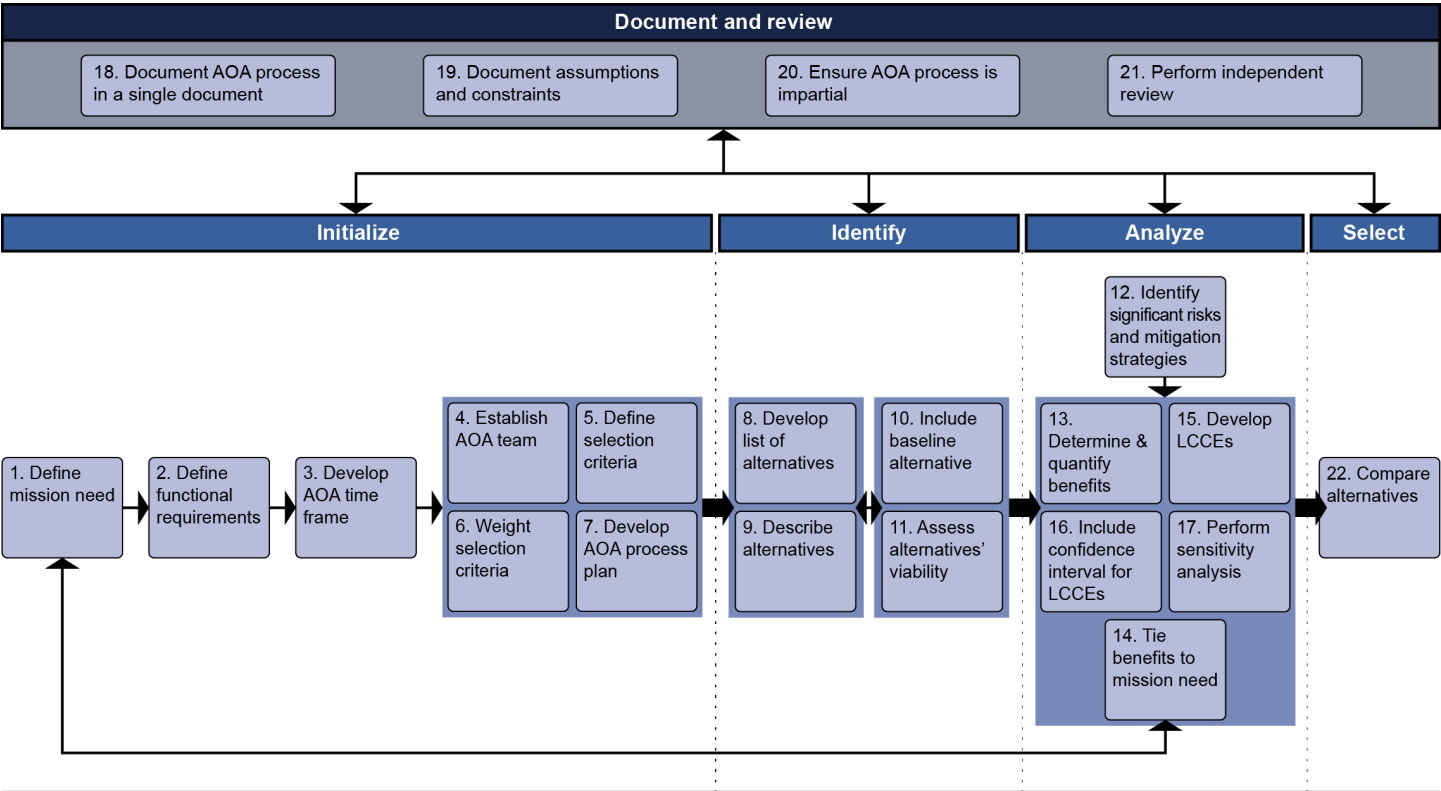 Document and review
18. Document AOA process
in a single document
19. Document assumptions
and constraints
20. Ensure AOA process is
impartial
21. Perform independent
review
Initialize
Identify
Analyze
Select
1. Define
mission need
2. Define
functional
requirements
3. Develop
AOA time
frame
4. Establish
AOA team
5. Define
selection
criteria
6. Weight
selection
criteria
7. Develop
AOA process
plan
8. Develop
list of
alternatives
9. Describe
alternatives
10. Include
baseline
alternative
11. Assess
alternatives’
viability
12. Identify
significant risks
and mitigation
strategies
13.
Determine &
quantify
benefits
15. Develop
LCCEs
16. Include
confidence
interval for
LCCEs
17. Perform
sensitivity
analysis
14. Tie
benefits to
mission need
22. Compare
alternatives